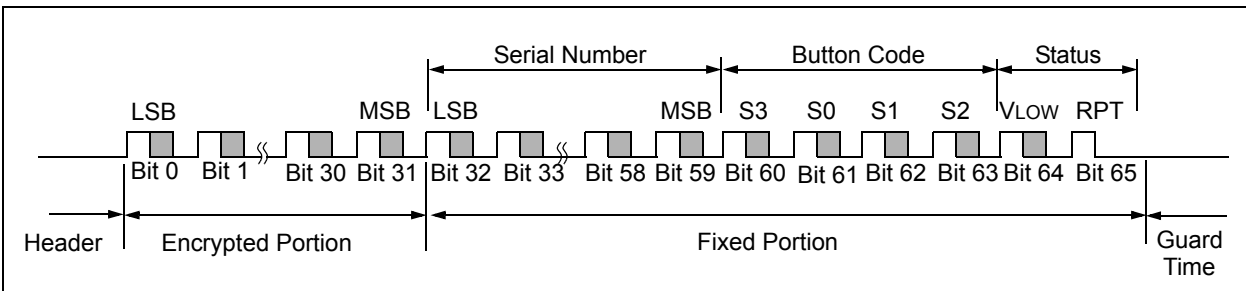 Serial Number Button Code Status
LSB MSB LSB MSB S3 S0 S1 S2 VLOW RPT
Bit 0 Bit 1 Bit 30 Bit 31 Bit 32 Bit 33 Bit 58 Bit 59 Bit 60 Bit 61 Bit 62 Bit 63 Bit 64 Bit 65
Header Encrypted Portion Fixed Portion Guard
Time